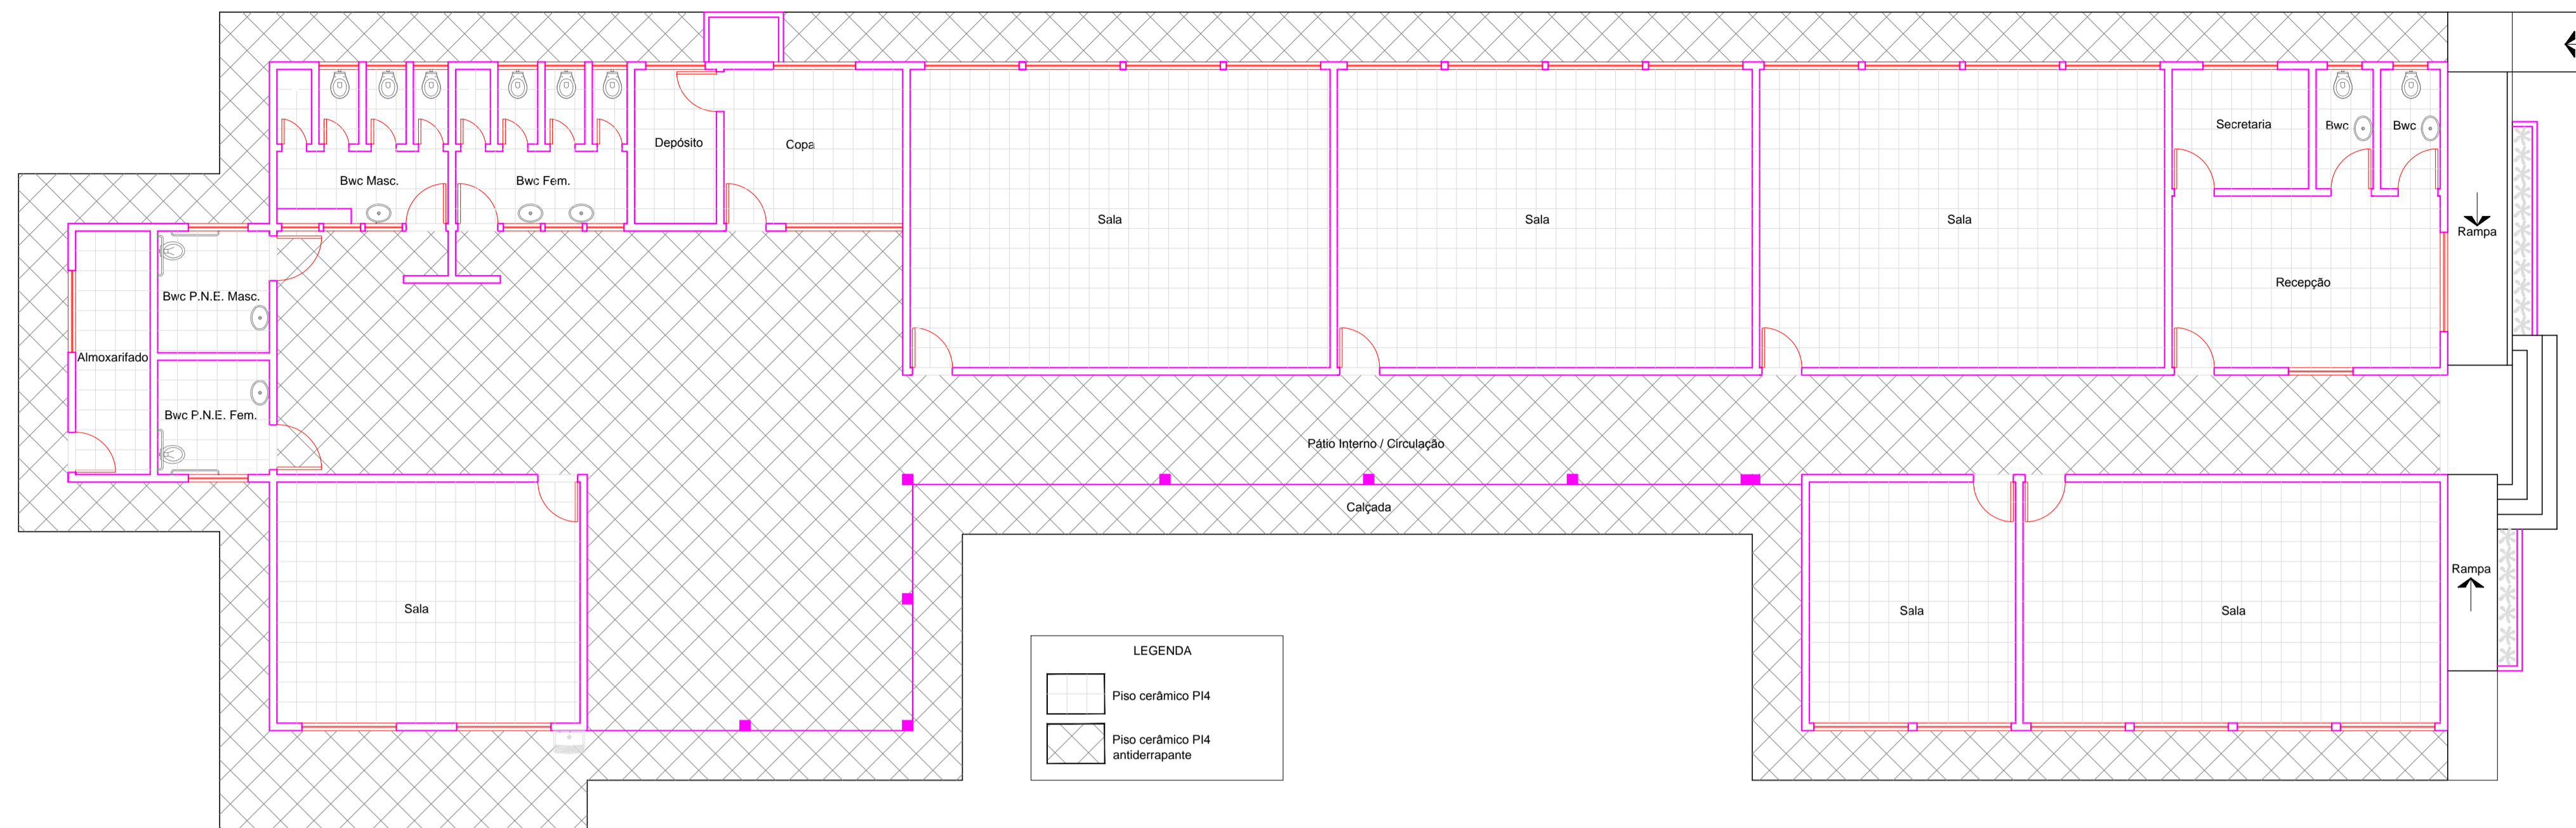 Depósito
Copa
Secretaria
Bwc
Bwc
Bwc Masc.
Bwc Fem.
Sala
Sala
Sala
Rampa
Bwc P.N.E. Masc.
Recepção
Almoxarifado
Bwc P.N.E. Fem.
Pátio Interno / Circulação
Calçada
Rampa
Sala
Sala
Sala
LEGENDA
Piso cerâmico PI4
Piso cerâmico PI4
antiderrapante